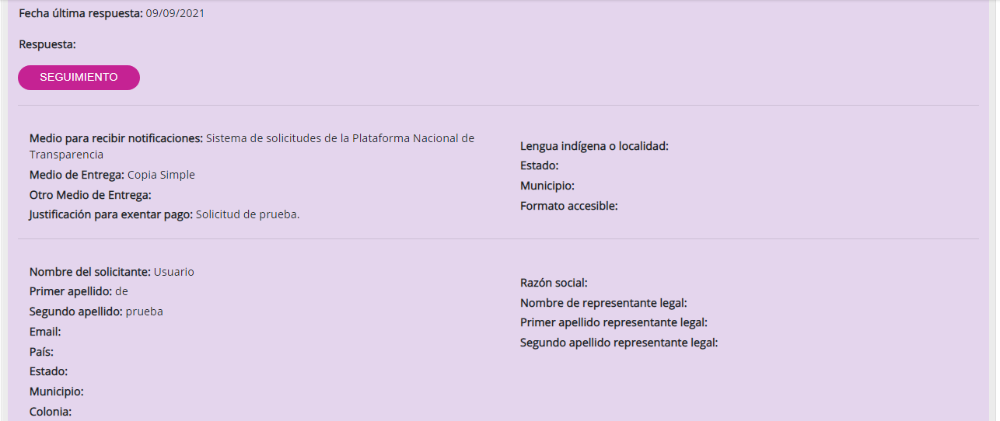 Fecha última respuesta: 09/09/2021
Respuesta:
SEGUIMIENTO
Medio para recibir notificaciones: Sistema de solicitudes de la Plataforma Nacional de
Transparencia
Medio de Entrega: Copia Simple
Otro Medio de Entrega:
Justificación para exentar pago: Solicitud de prueba.
Lengua indígena o localidad:
Estado:
Municipio:
Formato accesible:
Nombre del solicitante: Usuario
Primer apellido: de
Segundo apellido: prueba
Email:
País:
Estado:
Municipio:
Colonia:
Razón social:
Nombre de representante legal:
Primer apellido representante legal:
Segundo apellido representante legal: